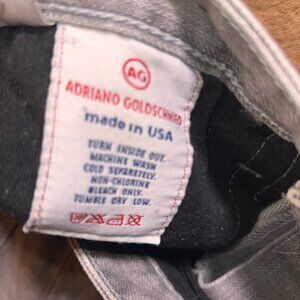 AG
ADRIANO GOLDSCHMIED
made in USA
TURN INSIDE OUT.
MACHINE WASH
COLD SEPARETELY.
NON-CHLORINE
BLEACH ONLY.
TUMBLE DRY LOW.